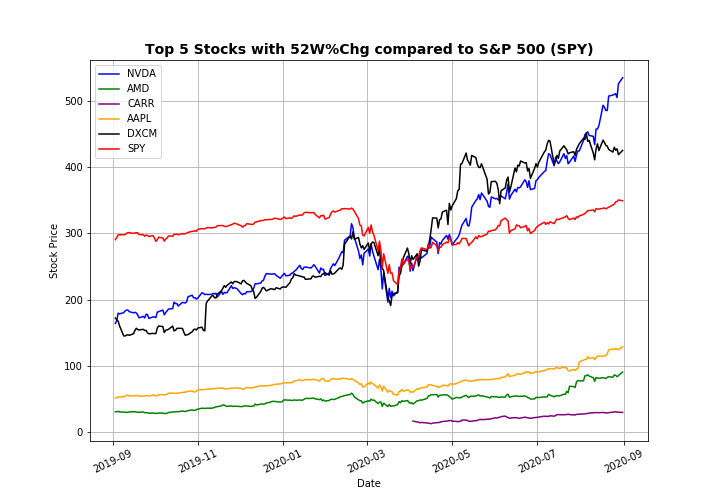 Top 5 Stocks with 52W%Chg compared to S&P 500 (SPY)
NVDA
AMD
CARR
AAPL
DXCM
SPY
Stock Price
500
400
300
200
100
0
2019-09
2019-11
2020-01
2020-03
2020-05
2020-07
2020-09
Date